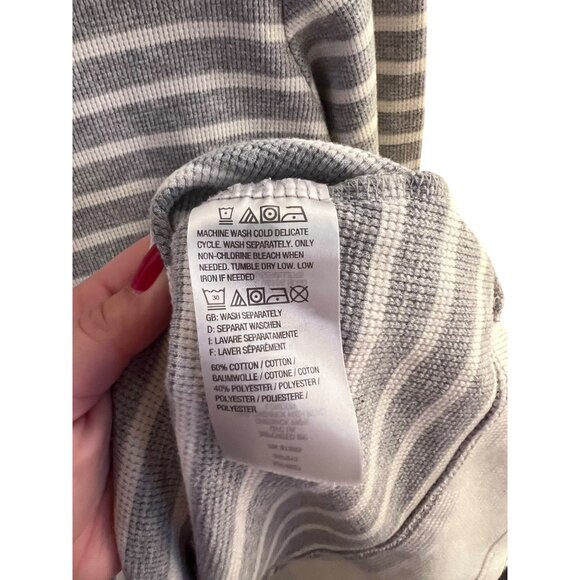 MACHINE WASH COLD DELICATE
CYCLE. WASH SEPARATELY. ONLY
NON-CHLORINE BLEACH WHEN
NEEDED. TUMBLE DRY LOW. LOW
IRON IF NEEDED
30
GB: WASH SEPARATELY
D: SEPARAT WASCHEN
I: LAVARE SEPARATAMENTE
F: LAVER SÉPARÉMENT
60% COTTON / COTTON /
BAUMWOLLE / COTONE / COTON
40% POLYESTER / POLYESTER /
POLYESTER / POLIESTERE /
POLYESTER